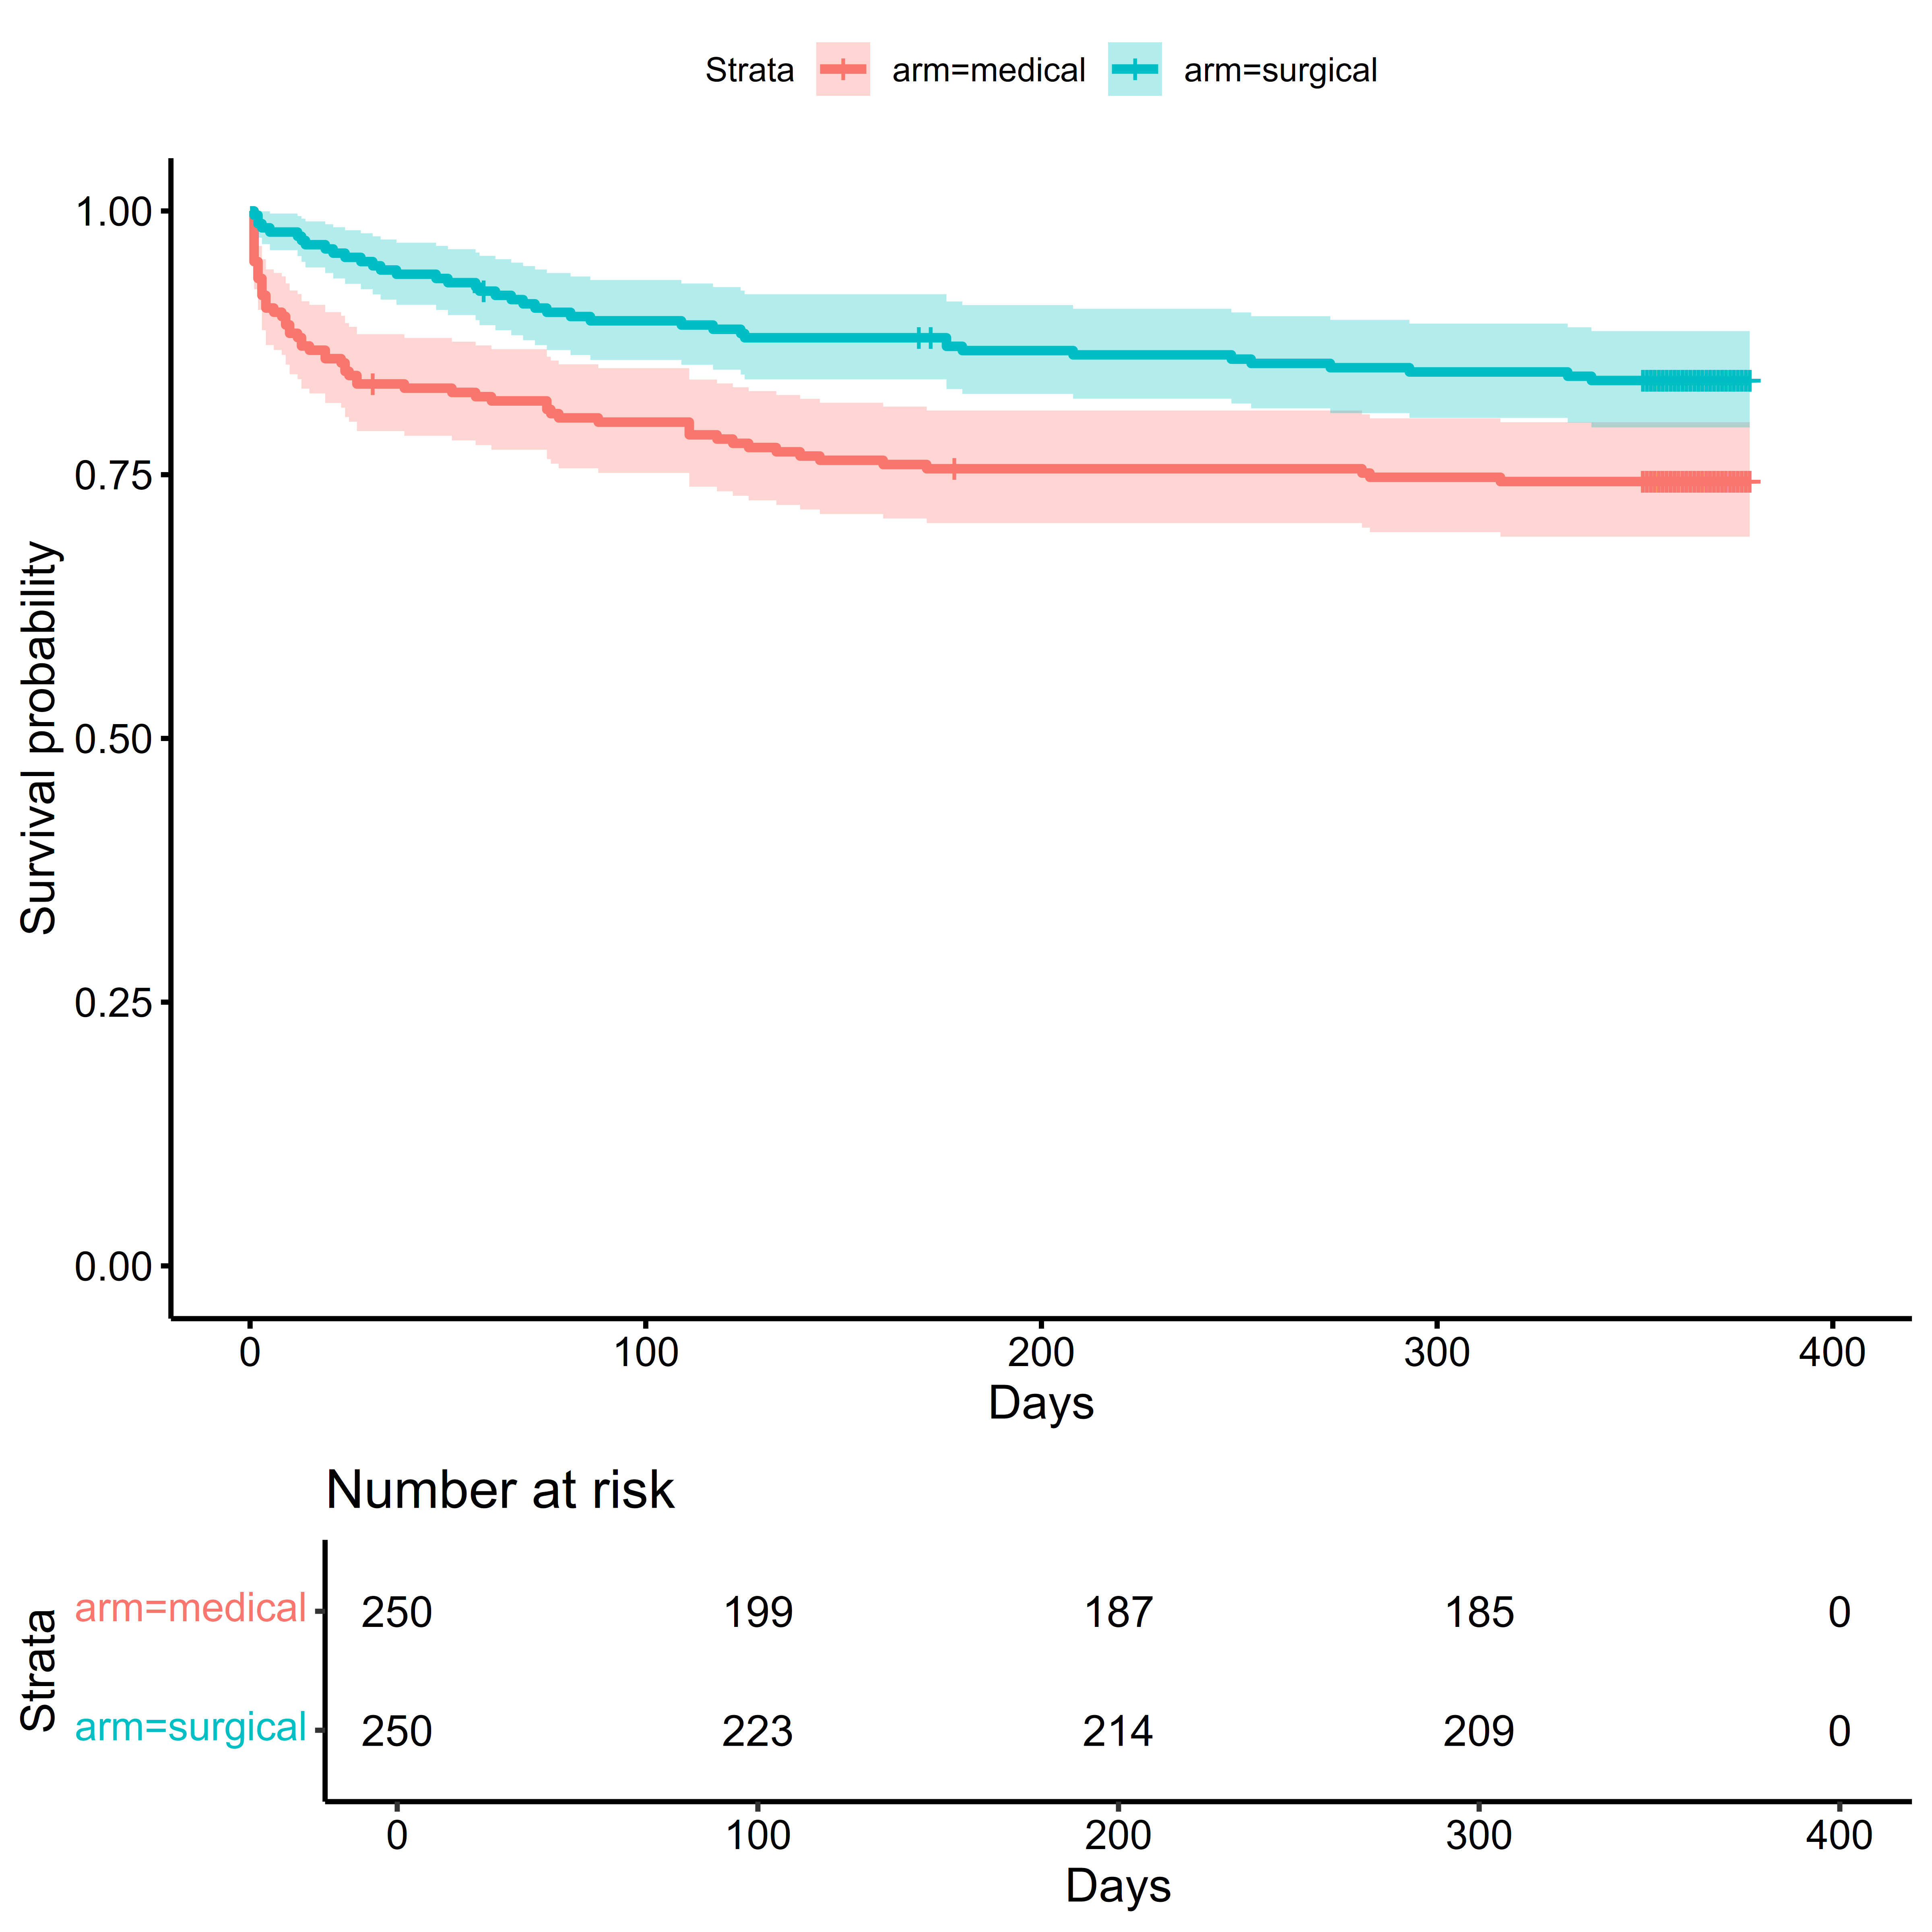 Strata arm=medical arm=surgical
1.00
0.75
0.50
0.25
0.00
Survival probability
0 100 200 300 400
Days
Number at risk
Strata
arm=medical 250 199 187 185 0
arm=surgical 250 223 214 209 0
0 100 200 300 400
Days